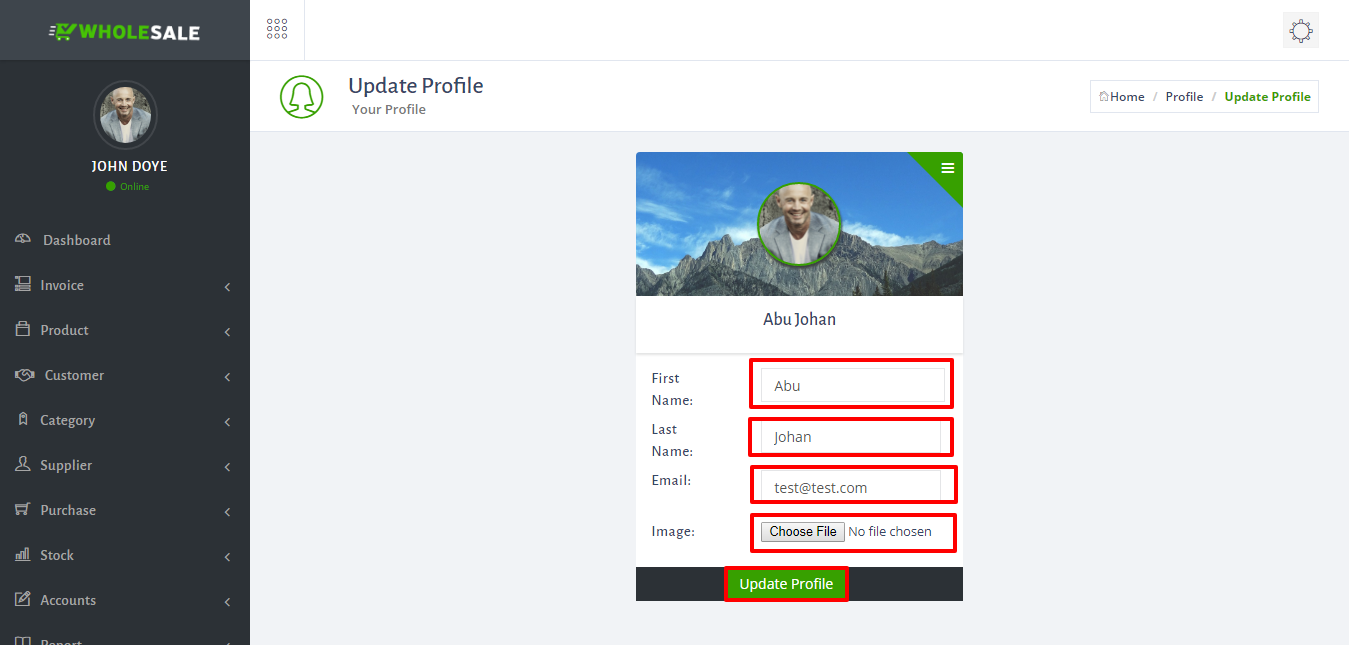 WHOLESALE
JOHN DOYE
Online
Dashboard
Invoice
Product
Customer
Category
Supplier
Purchase
Stock
Accounts
Report
Update Profile
Your Profile
Home / Profile / Update Profile
Abu Johan
First
Name:
Abu
Last
Name:
Johan
Email:
test@test.com
Image:
Choose File No file chosen
Update Profile